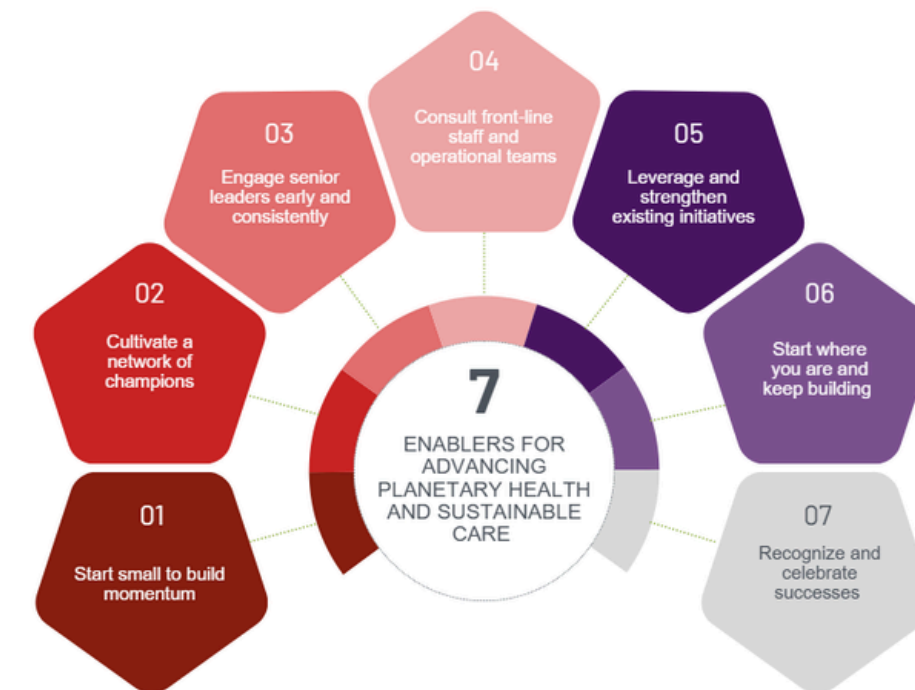 01
Start small to build
momentum
02
Cultivate a
network of
champions
03
Engage senior
leaders early and
consistently
04
Consult front-line
staff and
operational teams
05
Leverage and
strengthen
existing initiatives
06
Start where
you are and
keep building
07
Recognize and
celebrate
successes
7
ENABLERS FOR
ADVANCING
PLANETARY HEALTH
AND SUSTAINABLE
CARE